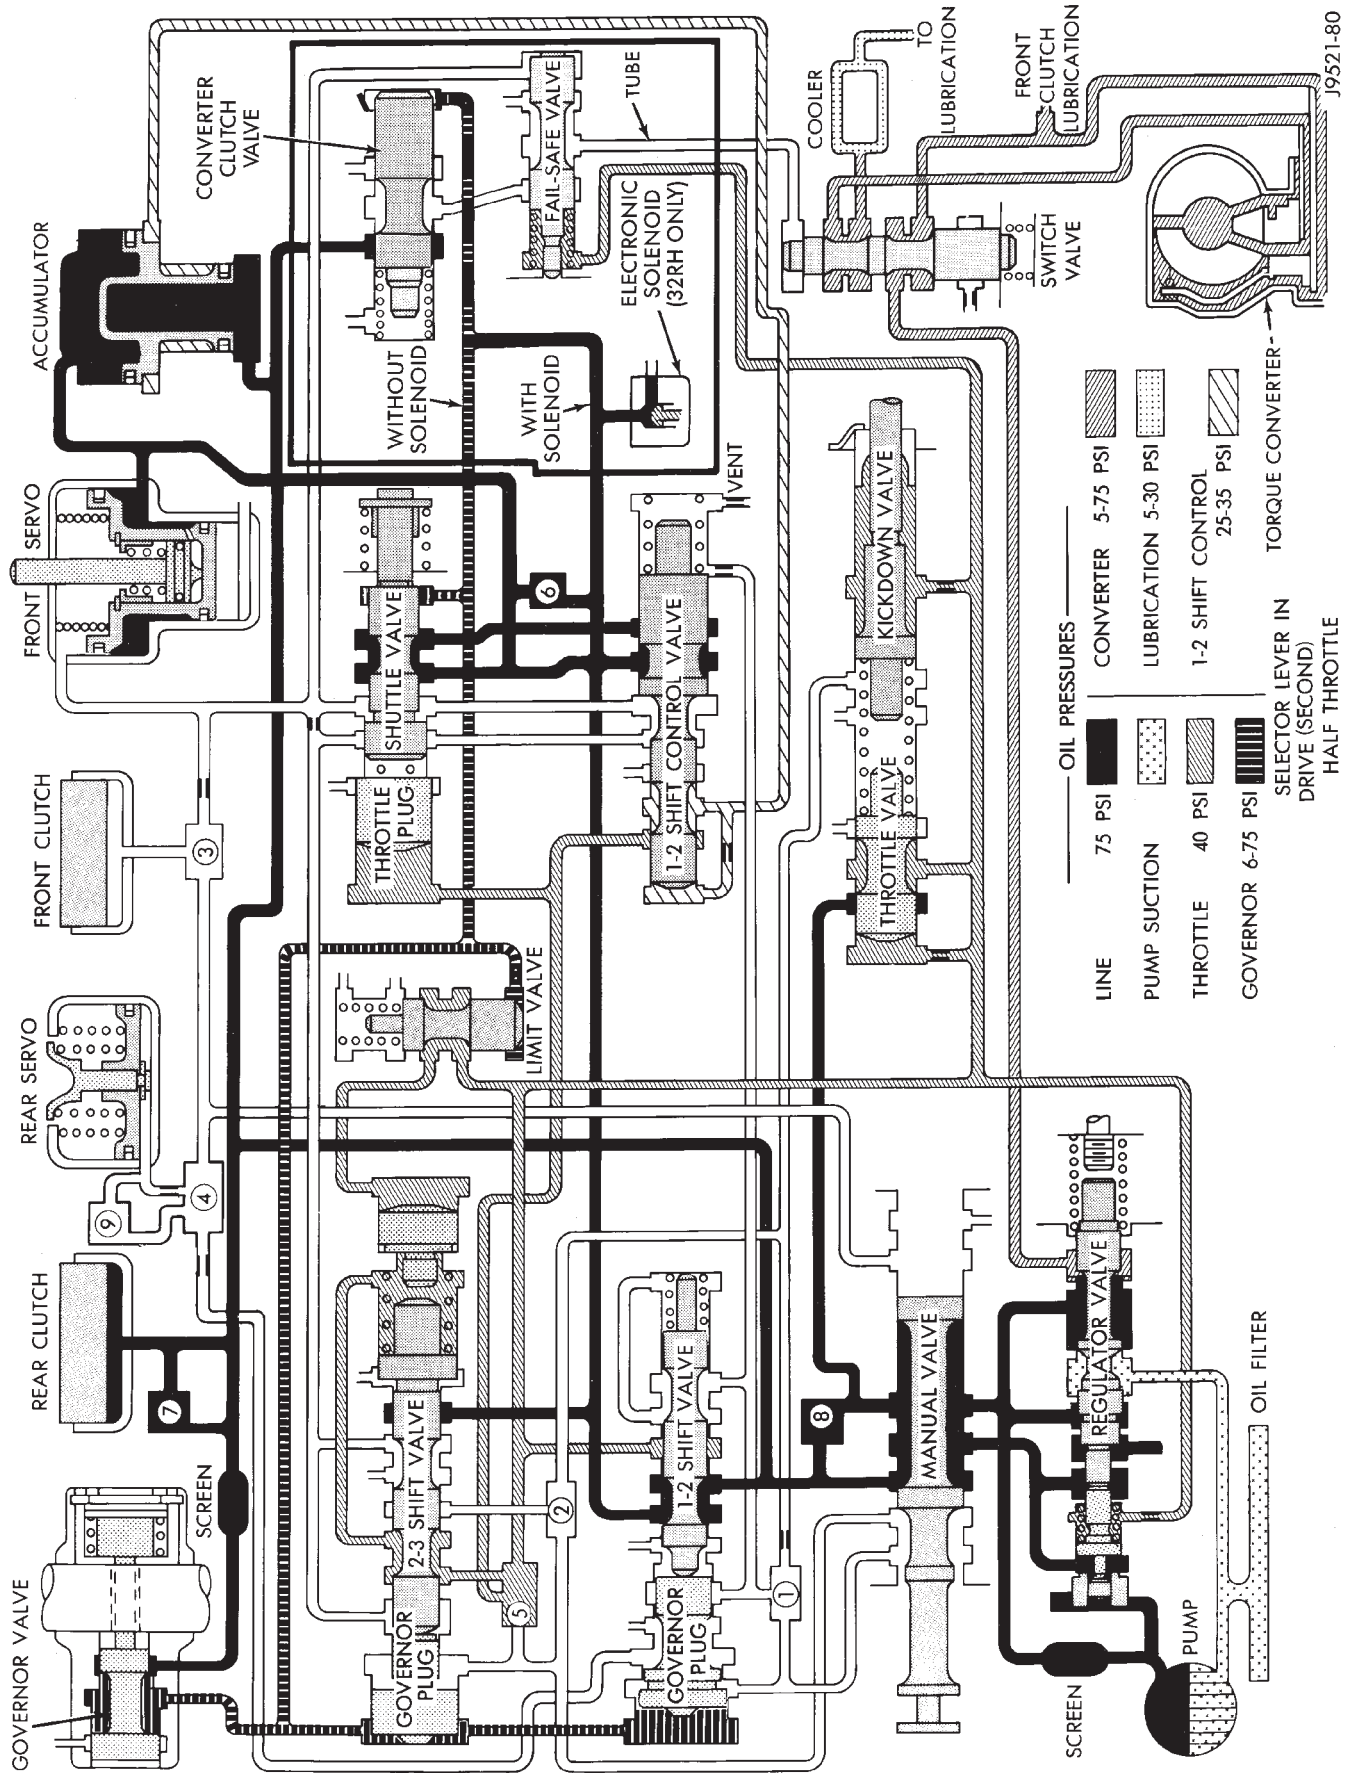 GOVERNOR VALVE
SCREEN
REAR CLUTCH
7
9
4
REAR SERVO
FRONT CLUTCH
3
FRONT SERVO
ACCUMULATOR
CONVERTER
CLUTCH
VALVE
GOVERNOR
PLUG
2-3 SHIFT VALVE
5
2
LIMIT VALVE
THROTTLE
PLUG
SHUTTLE VALVE
6
WITHOUT
SOLENOID
WITH
SOLENOID
FAIL-SAFE VALVE
ELECTRONIC
SOLENOID
(32RH ONLY)
TUBE
GOVERNOR
PLUG
1-2 SHIFT VALVE
1
8
1-2 SHIFT CONTROL VALVE
VENT
MANUAL VALVE
THROTTLE VALVE
KICKDOWN VALVE
SWITCH
VALVE
COOLER
TO
LUBRICATION
FRONT
CLUTCH
LUBRICATION
SCREEN
PUMP
REGULATOR VALVE
OIL FILTER
OIL PRESSURES
LINE 75 PSI
PUMP SUCTION
THROTTLE 40 PSI
GOVERNOR 6-75 PSI
CONVERTER 5-75 PSI
LUBRICATION 5-30 PSI
1-2 SHIFT CONTROL
25-35 PSI
SELECTOR LEVER IN
DRIVE (SECOND)
HALF THROTTLE
TORQUE CONVERTER
J9521-80